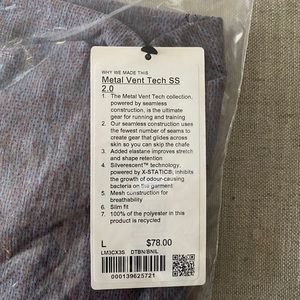 WHY WE MADE THIS
Metal Vent Tech SS
2.0
1. The Metal Vent Tech collection,
powered by seamless
construction, is the ultimate
gear for running and training
2. Our seamless construction uses
the fewest number of seams to
create gear that glides across
skin so you can skip the chafe
3. Added elastane improves stretch
and shape retention
4. Silverescent™ technology,
powered by X-STATIC®, inhibits
the growth of odour-causing
bacteria on the garment
5. Mesh construction for
breathability
6. Slim fit
7. 100% of the polyester in this
product is recycled
L $78.00
LM3CX3S DTBN/BNIL
000139625721